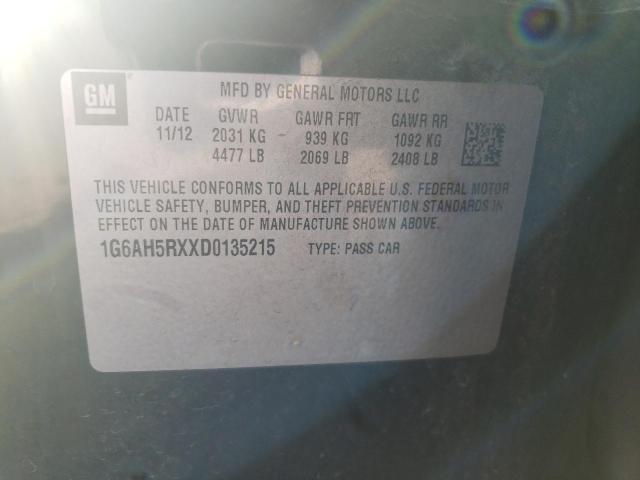 GM
MFD BY GENERAL MOTORS LLC
DATE GVWR GAWR FRT GAWR RR
11/12 2031 KG 939 KG 1092 KG
4477 LB 2069 LB 2408 LB
THIS VEHICLE CONFORMS TO ALL APPLICABLE U.S. FEDERAL MOTOR
VEHICLE SAFETY, BUMPER, AND THEFT PREVENTION STANDARDS IN
EFFECT ON THE DATE OF MANUFACTURE SHOWN ABOVE.
1G6AH5RXXD0135215 TYPE: PASS CAR